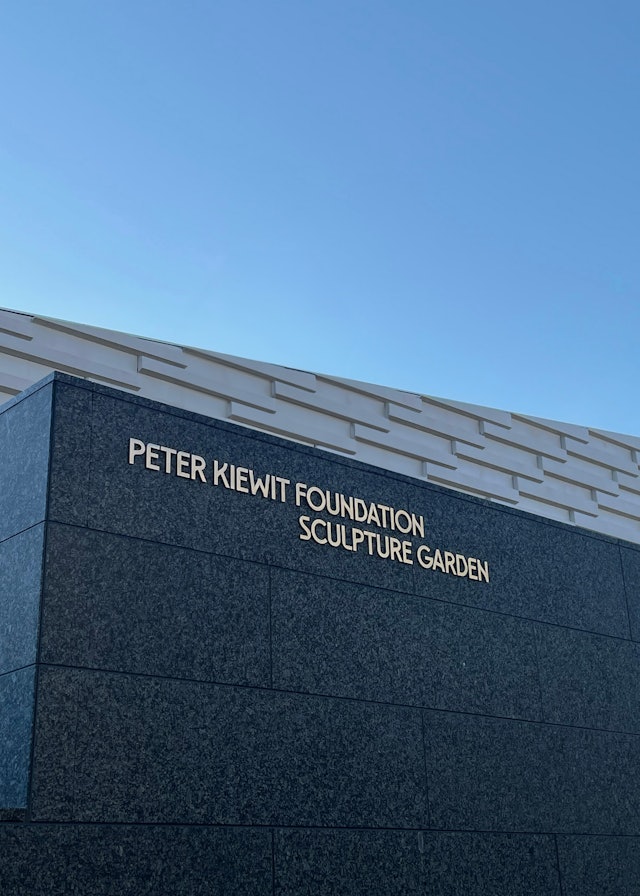 PETER KIEWIT FOUNDATION
SCULPTURE GARDEN